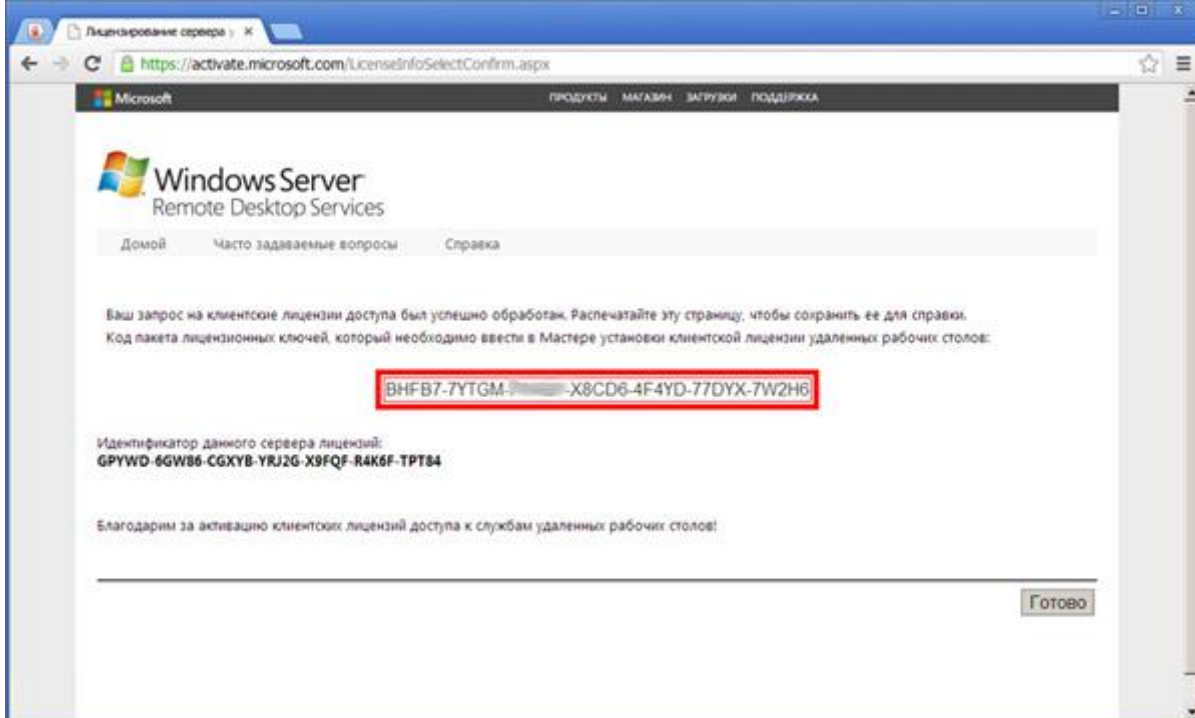 Лицензирование сервера
https://activate.microsoft.com/LicenseInfoSelectConfirm.aspx
Microsoft ПРОДУКТЫ МАГАЗИН ЗАГРУЗКИ ПОДДЕРЖКА
Windows Server
Remote Desktop Services
Домой Часто задаваемые вопросы Справка
Ваш запрос на клиентские лицензии доступа был успешно обработан. Распечатайте эту страницу, чтобы сохранить ее для справки.
Код пакета лицензионных ключей, который необходимо ввести в Мастере установки клиентской лицензии удаленных рабочих столов:
BHFB7-7YTGM- -X8CD6-4F4YD-77DYX-7W2H6
Идентификатор данного сервера лицензий:
GPYWD-6GW86-CGXYB-YRJ2G-X9FQF-R4K6F-TPT84
Благодарим за активацию клиентских лицензий доступа к службам удаленных рабочих столов!
Готово